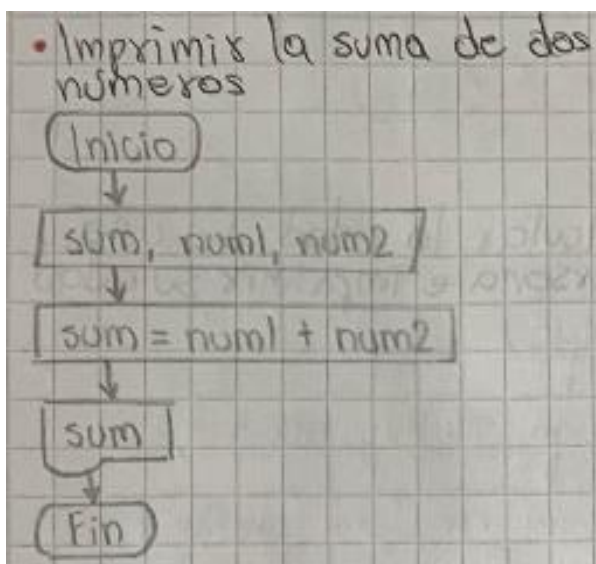 • Imprimir la suma de dos
números
Inicio
sum, num1, num2
sum = num1 + num2
sum
Fin